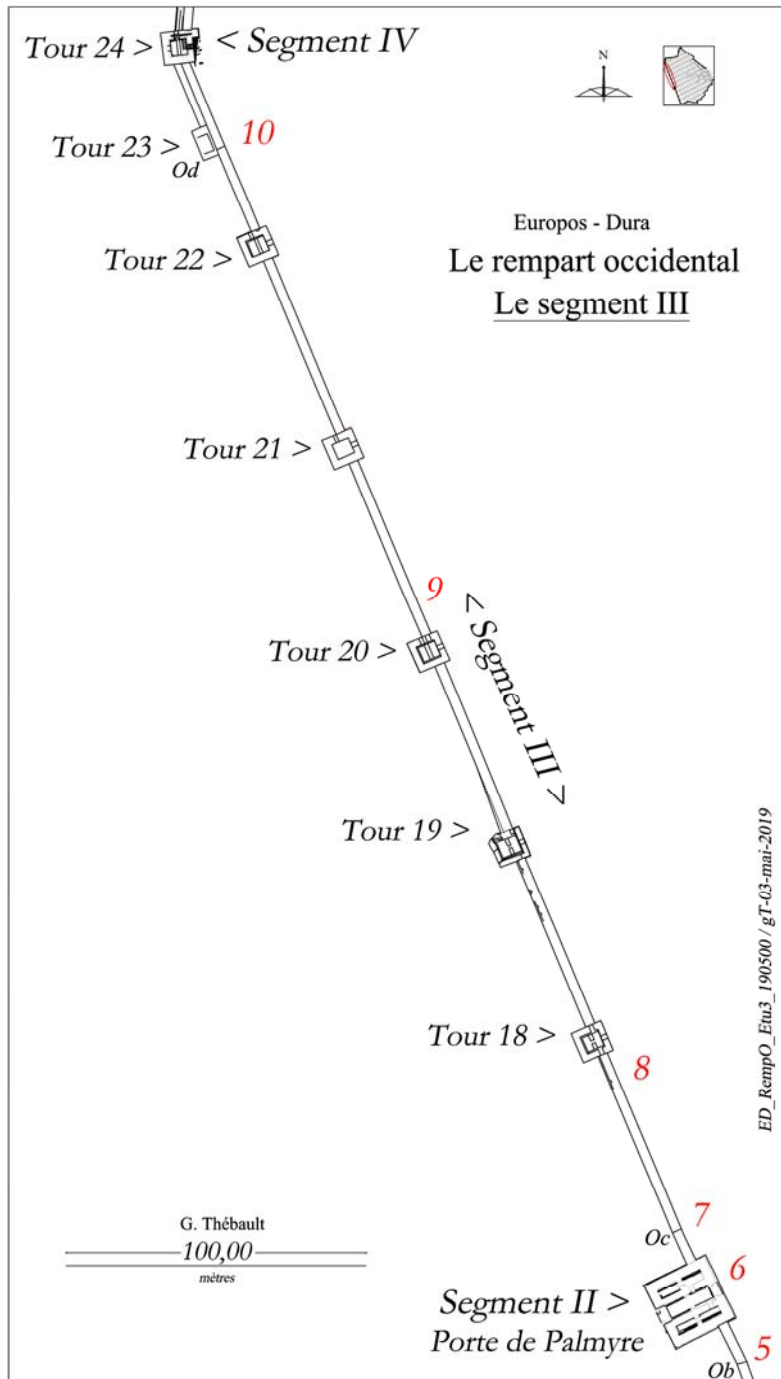 Tour 24 > < Segment IV
N
Tour 23 > 10
Od
Europos - Dura
Tour 22 >
Le rempart occidental
Le segment III
Tour 21 >
9
< Segment III >
Tour 20 >
Tour 19 >
Tour 18 >
8
ED_RempO_Etu3_190500 / gT-03-mai-2019
7
G. Thébault
Oc
100,00
6
mètres
Segment II >
Porte de Palmyre
5
Ob